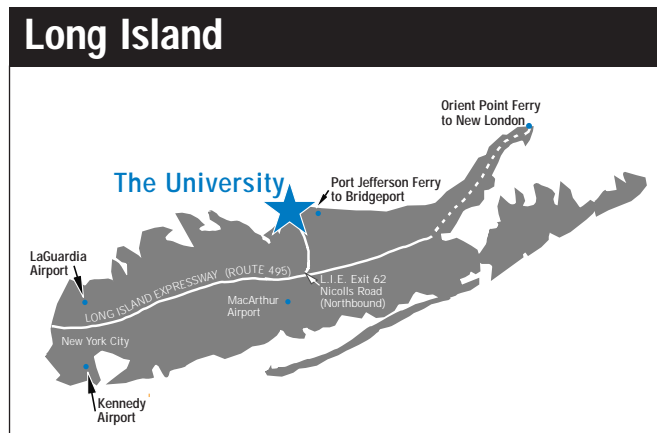 Long Island
Orient Point Ferry
to New London
The University
Port Jefferson Ferry
to Bridgeport
LaGuardia
Airport
LONG ISLAND EXPRESSWAY (ROUTE 495)
L.I.E. Exit 62
Nicolls Road
(Northbound)
MacArthur
Airport
New York City
Kennedy
Airport